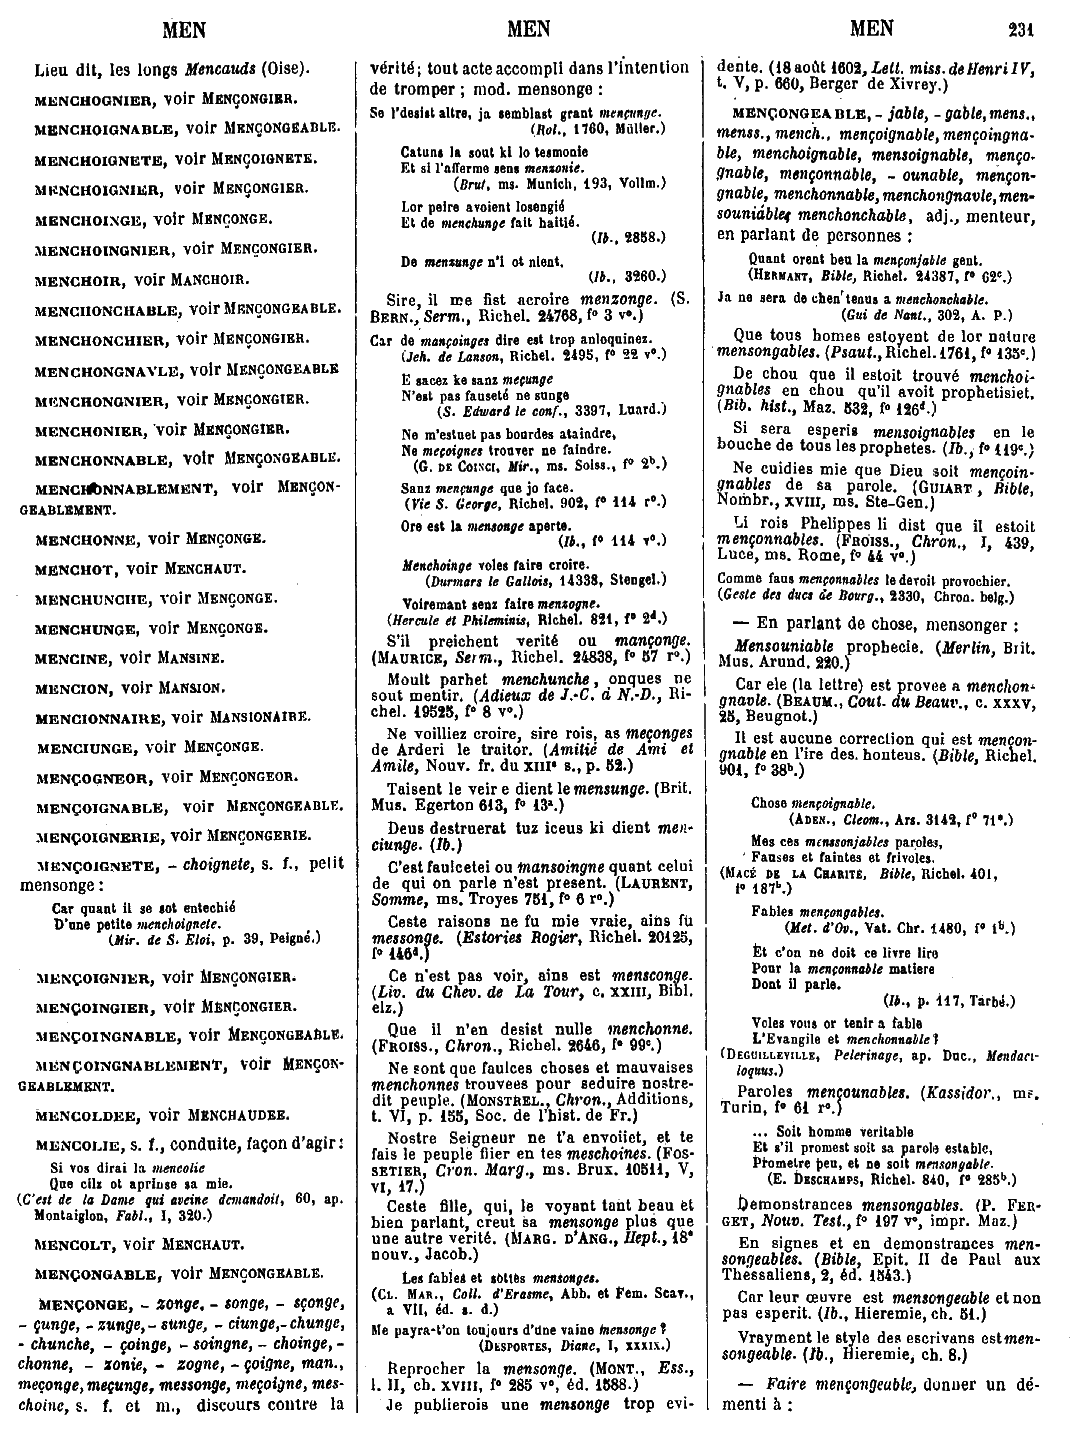 MEN
MEN
MEN
231
Lieu dit, les longs Mencauds (Oise).
MENCHOGNIER, voir MENÇONGIER.
MENCHOIGNABLE, voir MENÇONGEABLE.
MENCHOIGNETE, voir MENÇOIGNETE.
MENCHOIGNIER, voir MENÇONGIER.
MENCHOINGE, voir MENÇONGE.
MENCHOINGNIER, voir MENÇONGIER.
MENCHOIR, voir MANCHOIR.
MENCHONCHABLE, voir MENÇONGEABLE.
MENCHONCHIER, voir MENÇONGIER.
MENCHONGNAVLE, voir MENÇONGEABLE
MENCHONGNIER, voir MENÇONGIER.
MENCHONIER, voir MENÇONGIER.
MENCHONNABLE, voir MENÇONGEABLE.
MENCHONNABLEMENT, voir MENÇON-
GEABLEMENT.
MENCHONNE, voir MENÇONGE.
MENCHOT, voir MENCHAUT.
MENCHUNCHE, voir MENÇONGE.
MENCHUNGE, voir MENÇONGE.
MENCINE, voir MANSINE.
MENCION, voir MANSION.
MENCIONNAIRE, voir MANSIONAIRE.
MENCIUNGE, voir MENÇONGE.
MENÇOGNEOR, voir MENÇONGEOR.
MENÇOIGNABLE, voir MENÇONGEABLE.
MENÇOIGNERIE, voir MENÇONGERIE.
MENÇOIGNETE, - choignete, s. f., petit
mensonge :
Car quant il se sot entechié
D'une petite menchoignete.
(Mir. de S. Eloi, p. 39, Peigné.)
MENÇOIGNIER, voir MENÇONGIER.
MENÇOINGIER, voir MENÇONGIER.
MENÇOINGNABLE, voir MENÇONGEABLE.
MENÇOINGNABLEMENT, voir MENÇON-
GEABLEMENT.
MENCOLDEE, voir MENCHAUDEE.
MENCOLIE, s. f., conduite, façon d'agir :
Si vos dirai la mencolie
Que cilz ot aprinse sa mie.
(C'est de la Dame qui aveine demandoit, 60, ap.
Montaiglon, Fabl., I, 320.)
MENCOLT, voir MENCHAUT.
MENÇONGABLE, voir MENÇONGEABLE.
MENÇONGE, - zonge, - songe, - sçonge,
- çunge, - zunge, - sunge, - ciunge, -chunge,
- chunche, - çoinge, - soingne, - choinge, -
chonne, - zonie, - zogne, - çoigne, man.,
meçonge, meçunge, messonge, meçoigne, mes-
choine, s. f. et m., discours contre la
vérité ; tout acte accompli dans l'intention
de tromper ; mod. mensonge :
Se l'desist altre, ja semblast grant mençunge.
(Rol., 1760, Müller.)
Catuns la sout ki lo tesmonie
Et si l'afferme sens menzonie.
(Brut, ms. Munich, 193, Vollm.)
Lor peire avoient losengié
Et de menchunge fait haitié.
(Ib., 2858.)
De menzunge n'i ot nient.
(Ib., 3260.)
Sire, il me fist acroire menzonge. (S.
BERN., Serm., Richel. 24768, fº 3 vº.)
Car de mançoinges dire est trop anloquinez.
(Jeh. de Lanson, Richel. 2495, fº 22 vº.)
E sacez ke sanz meçunge
N'est pas fauseté ne sunge
(S. Edward le conf., 3397, Luard.)
Ne m'estuet pas bourdes ataindre,
Ne meçoignes trouver ne faindre.
(G. DE COINCI, Mir., ms. Soiss., fº 2ᵇ.)
Sanz mençunge que jo face.
(Vie S. George, Richel. 902, fº 114 rº.)
Ore est la mensonge aperte.
(Ib., fº 114 vº.)
Menchoinge voles faire croire.
(Durmars le Gallois, 14338, Stengel.)
Voiremant senz faire menzogne.
(Hercule et Phileminis, Richel. 821, fº 2ᵈ.)
S'il preichent verité ou mançonge.
(MAURICE, Serm., Richel. 24838, fº 57 rº.)
Moult parhet menchunche, onques ne
sout mentir. (Adieux de J.-C. à N.-D., Ri-
chel. 19525, fº 8 vº.)
Ne voilliez croire, sire rois, as meçonges
de Arderi le traitor. (Amitié de Ami et
Amile, Nouv. fr. du XIIIᵉ s., p. 52.)
Taisent le veir e dient le mensunge. (Brit.
Mus. Egerton 613, fº 13ᵃ.)
Deus destruerat tuz iceus ki dient men-
ciunge. (Ib.)
C'est faulcetei ou mansoingne quant celui
de qui on parle n'est present. (LAURENT,
Somme, ms. Troyes 751, fº 6 rº.)
Ceste raisons ne fu mie vraie, ains fu
messonge. (Estories Rogier, Richel. 20125,
fº 146ᵈ.)
Ce n'est pas voir, ains est mensconge.
(Liv. du Chev. de La Tour, c. XXIII, Bibl.
elz.)
Que il n'en desist nulle menchonne.
(FROISS., Chron., Richel. 2646, fº 99ᶜ.)
Ne sont que faulces choses et mauvaises
menchonnes trouvees pour seduire nostre-
dit peuple. (MONSTREL., Chron., Additions,
t. VI, p. 155, Soc. de l'hist. de Fr.)
Nostre Seigneur ne t'a envoiiet, et te
fais le peuple fiier en tes meschoines. (FOS-
SETIER, Cron. Marg., ms. Brux. 10511, V,
VI, 17.)
Ceste fille, qui, le voyant tant beau et
bien parlant, creut sa mensonge plus que
une autre verité. (MARG. D'ANG., Hept., 18ᵉ
nouv., Jacob.)
Les fables et sottes mensonges.
(CL. MAR., Coll. d'Erasme, Abb. et Fem. Scav.,
a VII, éd. s. d.)
Me payra-t'on toujours d'une vaine mensonge ?
(DESPORTES, Diane, I, XXXIX.)
Reprocher la mensonge. (MONT., Ess.,
l. II, ch. XVIII, fº 285 vº, éd. 1588.)
Je publierois une mensonge trop evi-
dente. (18 août 1602, Lett. miss. de Henri IV,
t. V, p. 660, Berger de Xivrey.)
MENÇONGEABLE, - jable, - gable, mens.,
menss., mench., mençoignable, mençoingna-
ble, menchoignable, mensoignable, menço-
gnable, mençonnable, - ounable, mençon-
gnable, menchonnable, menchongnavle, men-
souniable, menchonchable, adj., menteur,
en parlant de personnes :
Quant orent beu la mençonjable gent.
(HERMANT, Bible, Richel. 24387, fº 62ᶜ.)
Ja ne sera de chen tenus a menchonchable.
(Gui de Nant., 302, A. P.)
Que tous homes estoyent de lor nature
mensongables. (Psaut., Richel. 1761, fº 135ᶜ.)
De chou que il estoit trouvé menchoi-
gnables en chou qu'il avoit prophetisiet.
(Bib. hist., Maz. 532, fº 126ᵈ.)
Si sera esperis mensoignables en le
bouche de tous les prophetes. (Ib., fº 119ᶜ.)
Ne cuidies mie que Dieu soit mençoin-
gnables de sa parole. (GUIART, Bible,
Nombr., XVIII, ms. Ste-Gen.)
Li rois Phelippes li dist que il estoit
mençonnables. (FROISS., Chron., I, 439,
Luce, ms. Rome, fº 44 vº.)
Comme faus mençonnables le devoit provochier.
(Geste des ducs de Bourg., 2330, Chron. belg.)
— En parlant de chose, mensonger :
Mensouniable prophecie. (Merlin, Brit.
Mus. Arund. 220.)
Car ele (la lettre) est provee a menchon-
gnavle. (BEAUM., Cout. du Beauv., c. XXXV,
25, Beugnot.)
Il est aucune correction qui est mençon-
gnable en l'ire des honteus. (Bible, Richel.
901, fº 38ᵇ.)
Chose mençoignable.
(ADEN., Cleom., Ars. 3142, fº 71ᵉ.)
Mes ces menssonjables paroles,
Fauses et faintes et frivoles.
(MACÉ DE LA CHARITÉ, Bible, Richel. 401,
fº 187ᵇ.)
Fables mençongables.
(Met. d'Ov., Vat. Chr. 1480, fº 1ᵇ.)
Et c'on ne doit ce livre lire
Pour la mençonnable matiere
Dont il parle.
(Ib., p. 117, Tarbé.)
Voles vous or tenir a fable
L'Evangile et menchonnable ?
(DEGUILLEVILLE, Pelerinage, ap. Duc., Mendaci-
loquus.)
Paroles mençounables. (Kassidor., ms.
Turin, fº 61 rº.)
... Soit homme veritable
Et s'il promest soit sa parole estable,
Prometre peu, et ne soit mensongable.
(E. DESCHAMPS, Richel. 840, fº 285ᵇ.)
Demonstrances mensongables. (P. FER-
GET, Nouv. Test., fº 197 vº, impr. Maz.)
En signes et en demonstrances men-
songeables. (Bible, Epit. II de Paul aux
Thessaliens, 2, éd. 1543.)
Car leur œuvre est mensongeable et non
pas esperit. (Ib., Hieremie, ch. 51.)
Vrayment le style des escrivans est men-
songeable. (Ib., Hieremie, ch. 8.)
— Faire mençongeable, donner un dé-
menti à :